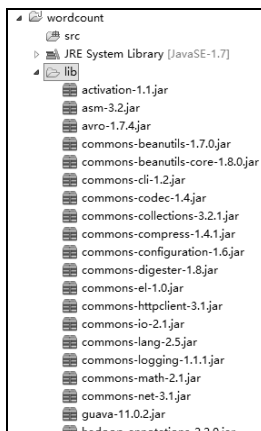 wordcount
src
JRE System Library [JavaSE-1.7]
lib
activation-1.1.jar
asm-3.2.jar
avro-1.7.4.jar
commons-beanutils-1.7.0.jar
commons-beanutils-core-1.8.0.jar
commons-cli-1.2.jar
commons-codec-1.4.jar
commons-collections-3.2.1.jar
commons-compress-1.4.1.jar
commons-configuration-1.6.jar
commons-digester-1.8.jar
commons-el-1.0.jar
commons-httpclient-3.1.jar
commons-io-2.1.jar
commons-lang-2.5.jar
commons-logging-1.1.1.jar
commons-math-2.1.jar
commons-net-3.1.jar
guava-11.0.2.jar